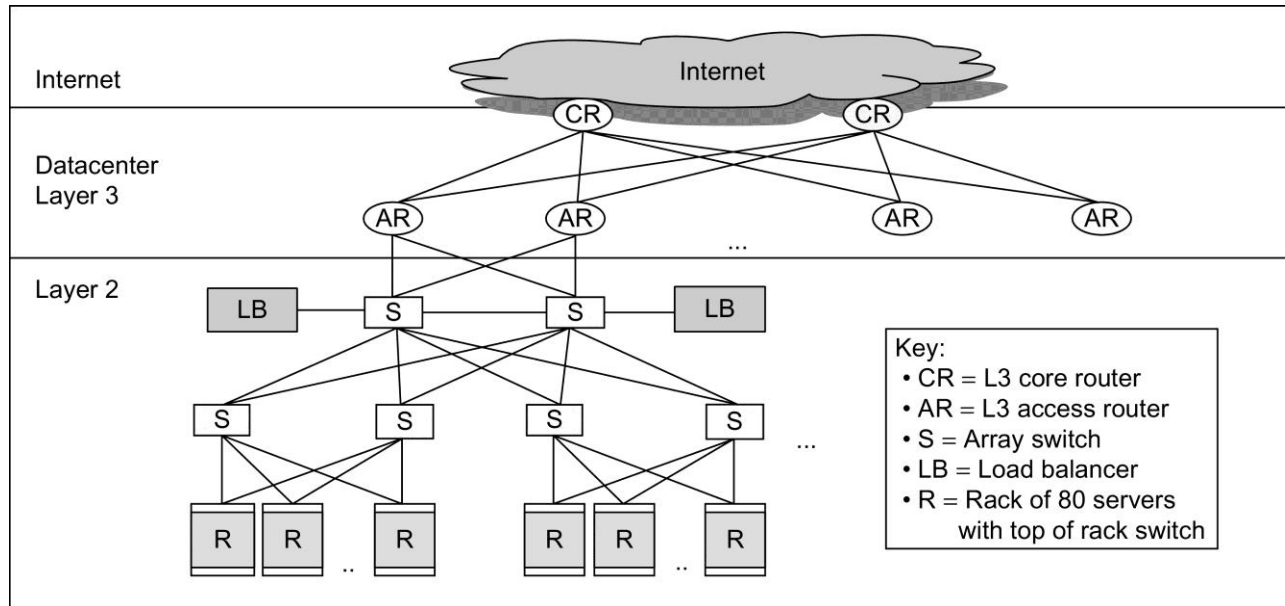 Internet
Internet
CR CR
Datacenter
Layer 3
AR AR AR AR
...
Layer 2
LB S S LB
S S S S ...
R R .. R R R .. R
Key:
• CR = L3 core router
• AR = L3 access router
• S = Array switch
• LB = Load balancer
• R = Rack of 80 servers
with top of rack switch